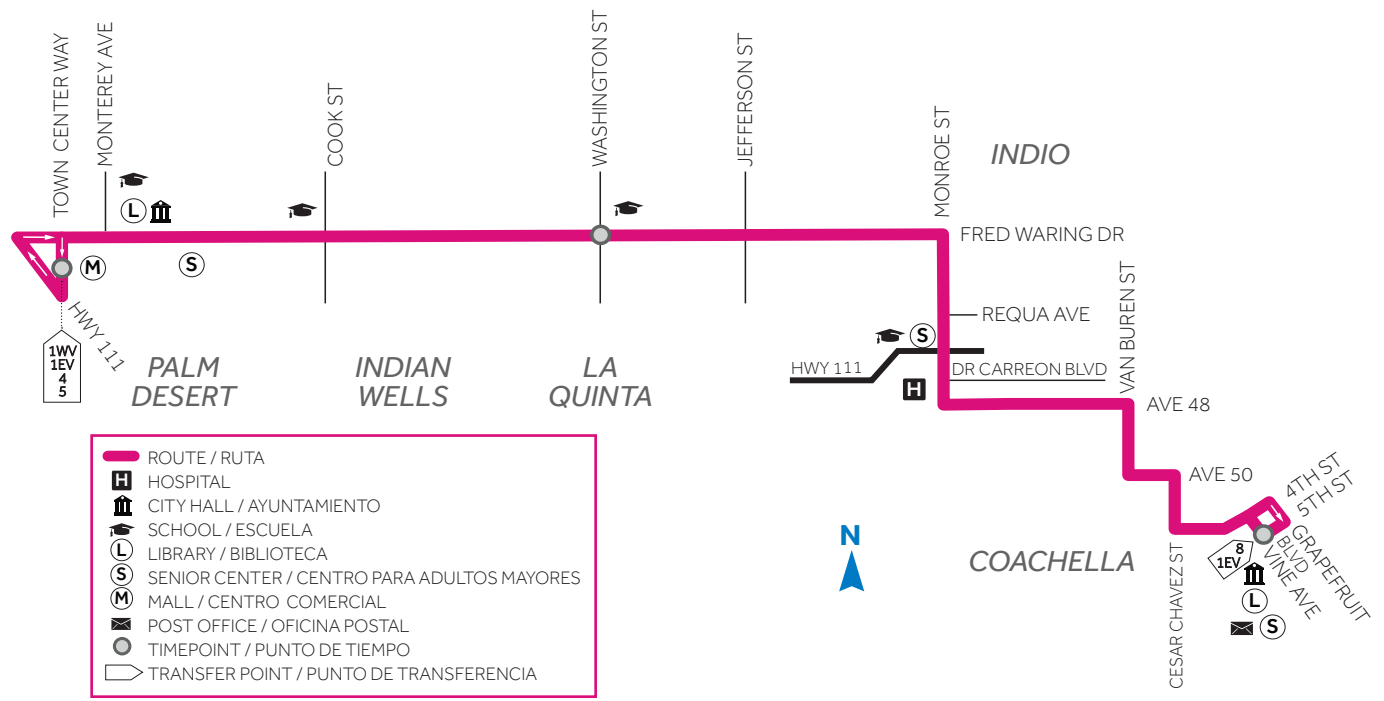 TOWN CENTER WAY
MONTEREY AVE
COOK ST
WASHINGTON ST
JEFFERSON ST
MONROE ST
INDIO
FRED WARING DR
L
S
M
HWY 111
1WV
1EV
4
5
PALM
DESERT
INDIAN
WELLS
LA
QUINTA
REQUA AVE
S
HWY 111
DR CARREON BLVD
H
VAN BUREN ST
AVE 48
AVE 50
4TH ST
5TH ST
GRAPEFRUIT
BLVD
VINE AVE
CESAR CHAVEZ ST
COACHELLA
8
1EV
L
S
N
ROUTE / RUTA
H HOSPITAL
CITY HALL / AYUNTAMIENTO
SCHOOL / ESCUELA
L LIBRARY / BIBLIOTECA
S SENIOR CENTER / CENTRO PARA ADULTOS MAYORES
M MALL / CENTRO COMERCIAL
POST OFFICE / OFICINA POSTAL
TIMEPOINT / PUNTO DE TIEMPO
TRANSFER POINT / PUNTO DE TRANSFERENCIA